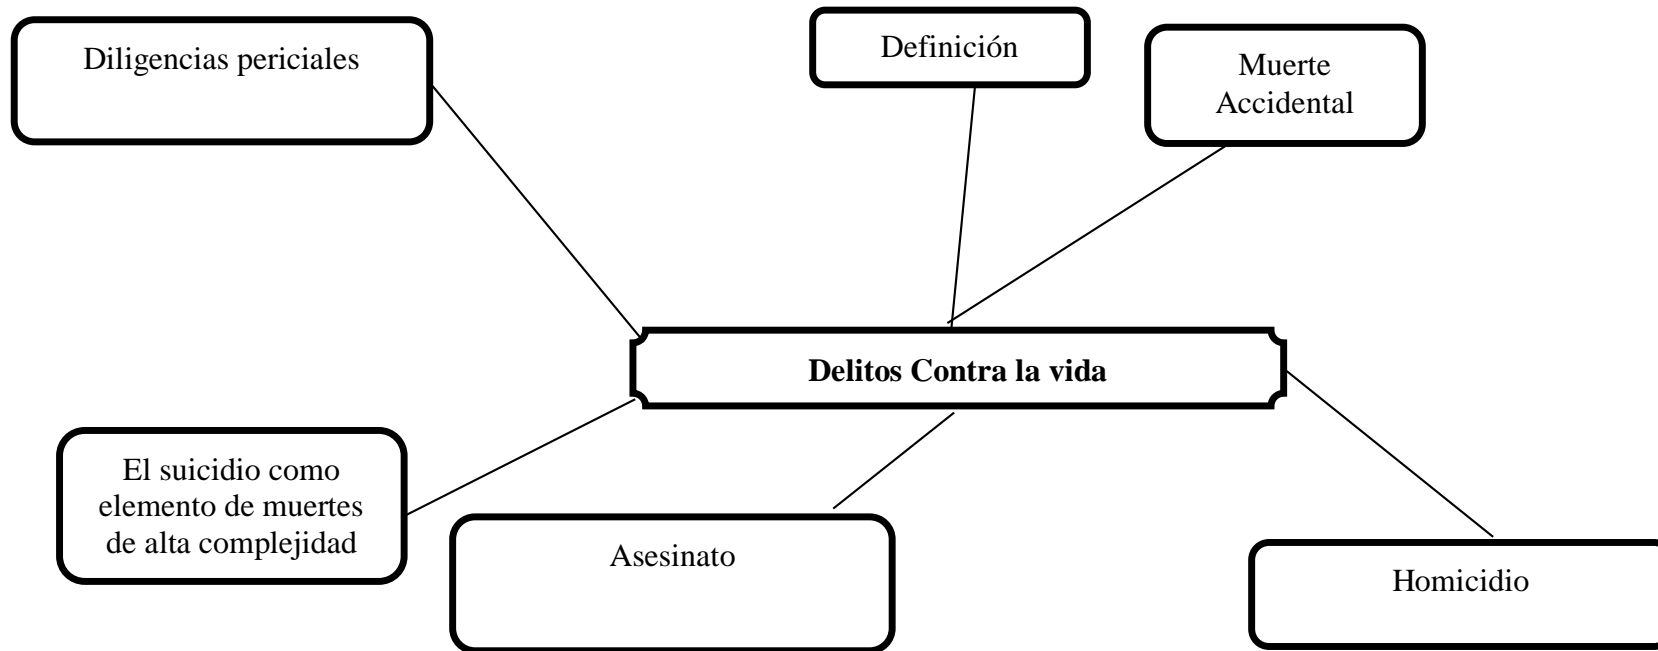 Diligencias periciales
Definición
Muerte
Accidental
Delitos Contra la vida
El suicidio como
elemento de muertes
de alta complejidad
Asesinato
Homicidio